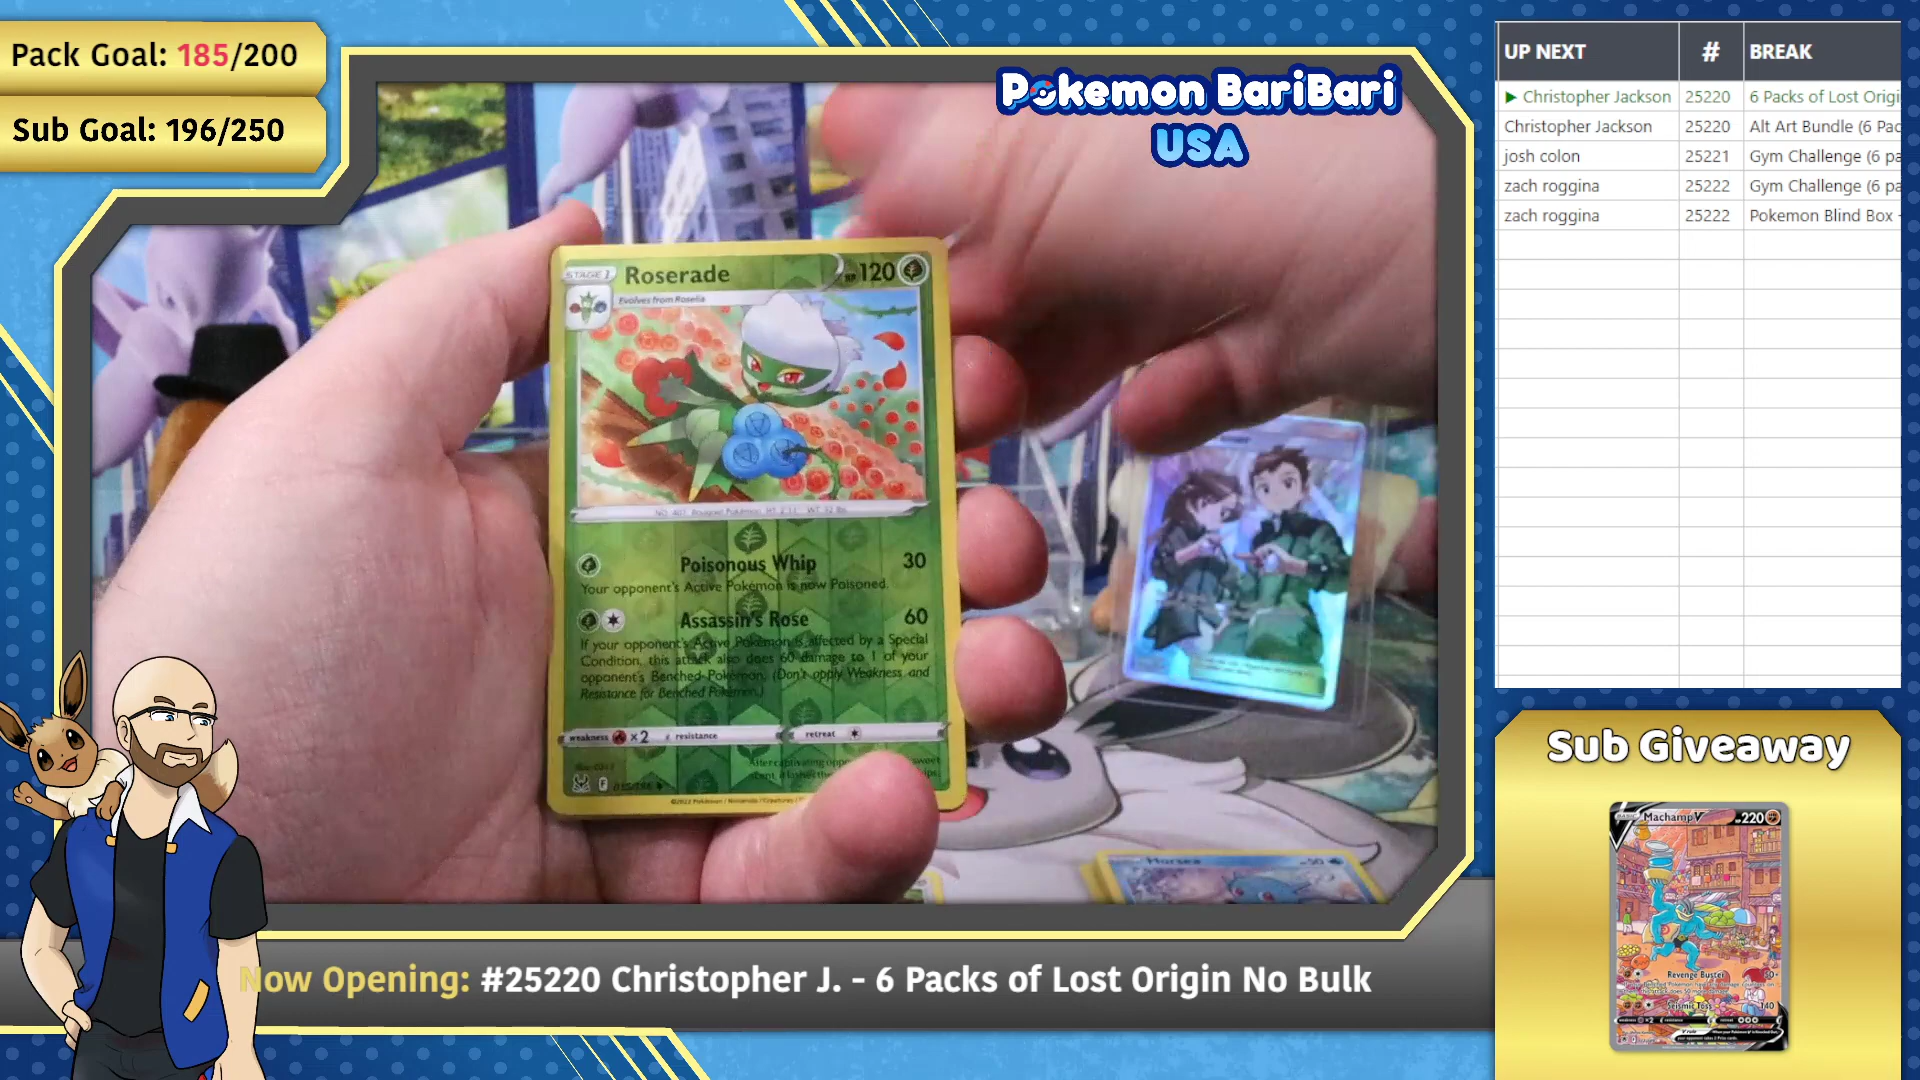 Pack Goal: 185/200
Sub Goal: 196/250
Pokemon BariBari
USA
UP NEXT # BREAK
▶ Christopher Jackson 25220 6 Packs of Lost Origi
Christopher Jackson 25220 Alt Art Bundle (6 Pac
josh colon 25221 Gym Challenge (6 pa
zach roggina 25222 Gym Challenge (6 pa
zach roggina 25222 Pokemon Blind Box -
STAGE 1 Roserade HP 120
Evolves from Roselia
Poisonous Whip 30
Your opponent's Active Pokémon is now Poisoned.
Assassin's Rose 60
If your opponent's Active Pokémon is affected by a Special
Condition, this attack also does 60 damage to 1 of your
opponent's Benched Pokémon. (Don't apply Weakness and
Resistance for Benched Pokémon.)
weakness ×2 resistance retreat
Horsea
Sub Giveaway
BASIC Machamp V 220
Revenge Buster
Seismic Toss 140
Now Opening: #25220 Christopher J. - 6 Packs of Lost Origin No Bulk